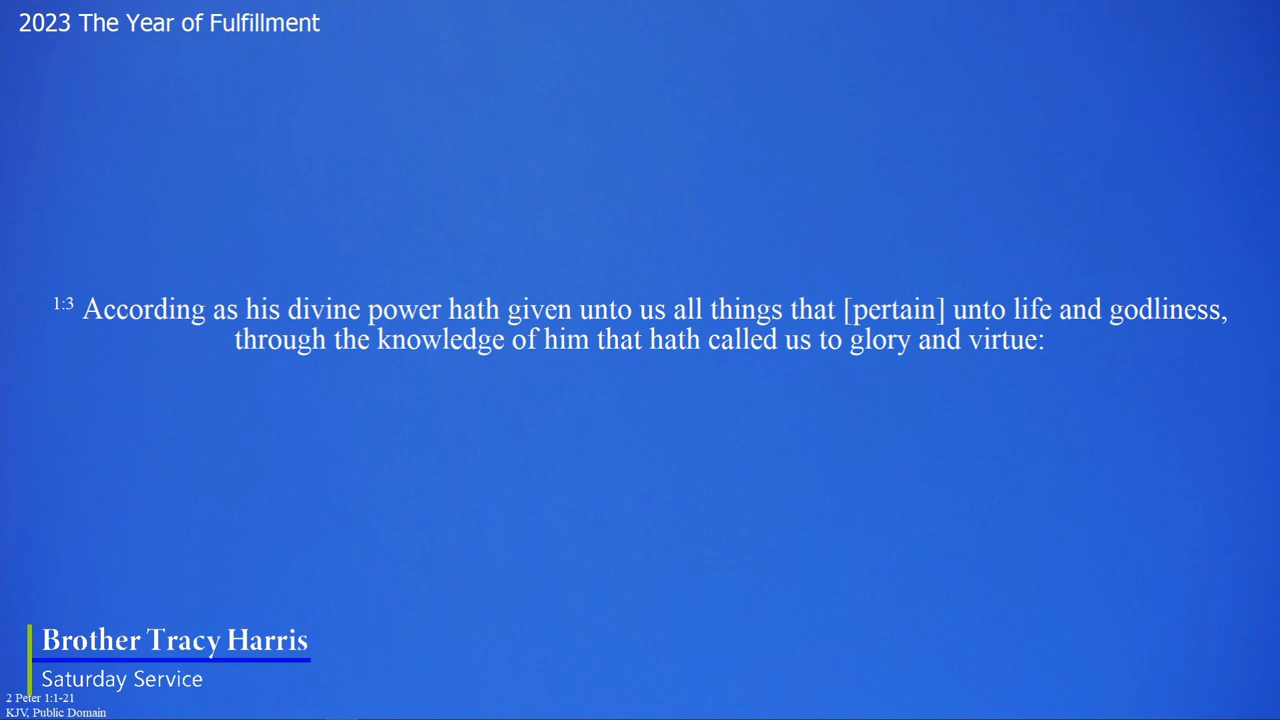 2023 The Year of Fulfillment
1:3 According as his divine power hath given unto us all things that [pertain] unto life and godliness,
through the knowledge of him that hath called us to glory and virtue:
Brother Tracy Harris
Saturday Service
2 Peter 1:1-21
KJV, Public Domain